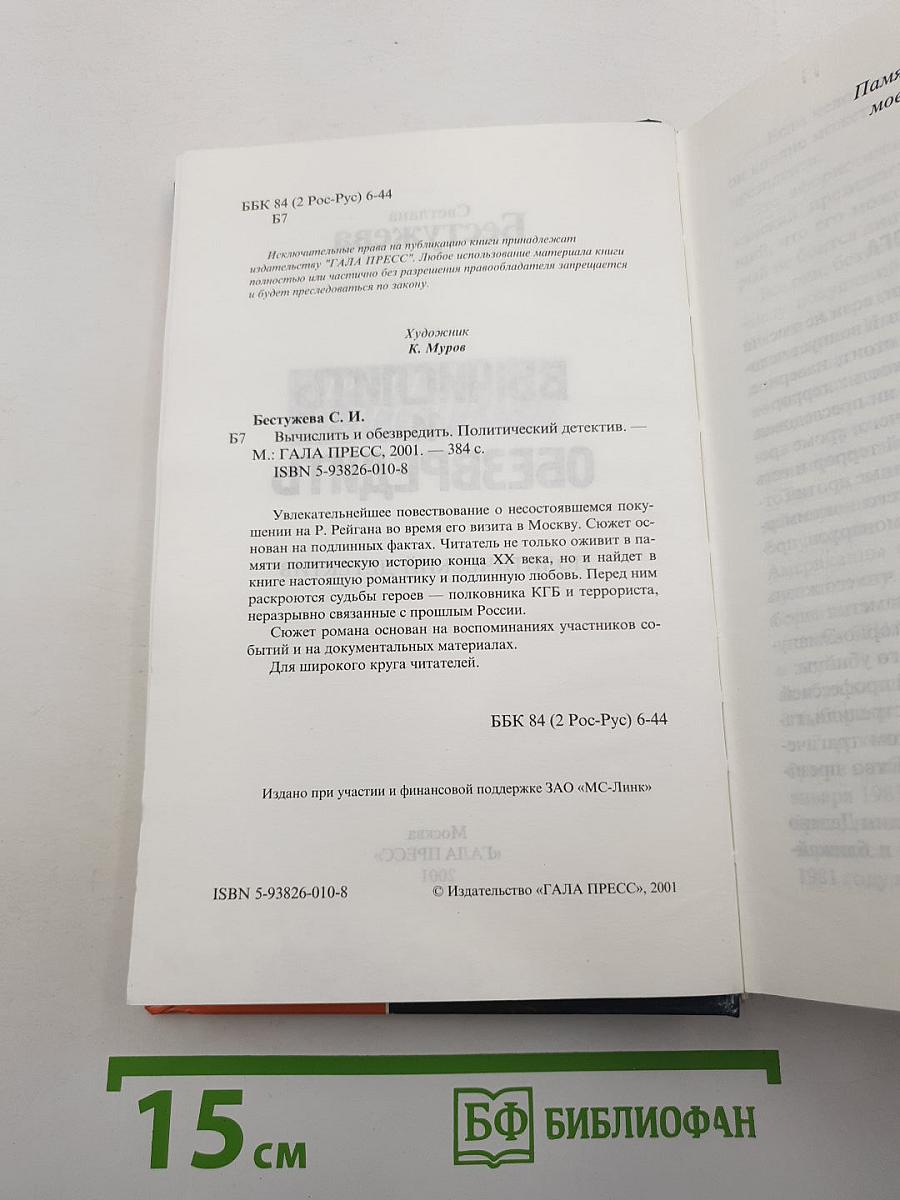 ББК 84 (2 Рос-Рус) 6-44
Б7
Исключительные права на публикацию книги принадлежат
издательству "ГАЛА ПРЕСС". Любое использование материала книги
полностью или частично без разрешения правообладателя запрещается
и будет преследоваться по закону.
Художник
К. Муров
Бестужева С. И.
Б7 Вычислить и обезвредить. Политический детектив. —
М.: ГАЛА ПРЕСС, 2001. — 384 с.
ISBN 5-93826-010-8
Увлекательнейшее повествование о несостоявшемся поку-
шении на Р. Рейгана во время его визита в Москву. Сюжет ос-
нован на подлинных фактах. Читатель не только оживит в па-
мяти политическую историю конца XX века, но и найдет в
книге настоящую романтику и подлинную любовь. Перед ним
раскроются судьбы героев — полковника КГБ и террориста,
неразрывно связанные с прошлым России.
Сюжет романа основан на воспоминаниях участников со-
бытий и на документальных материалах.
Для широкого круга читателей.
ББК 84 (2 Рос-Рус) 6-44
Издано при участии и финансовой поддержке ЗАО «МС-Линк»
ISBN 5-93826-010-8
© Издательство «ГАЛА ПРЕСС», 2001
15 см
БФ БИБЛИОФАН